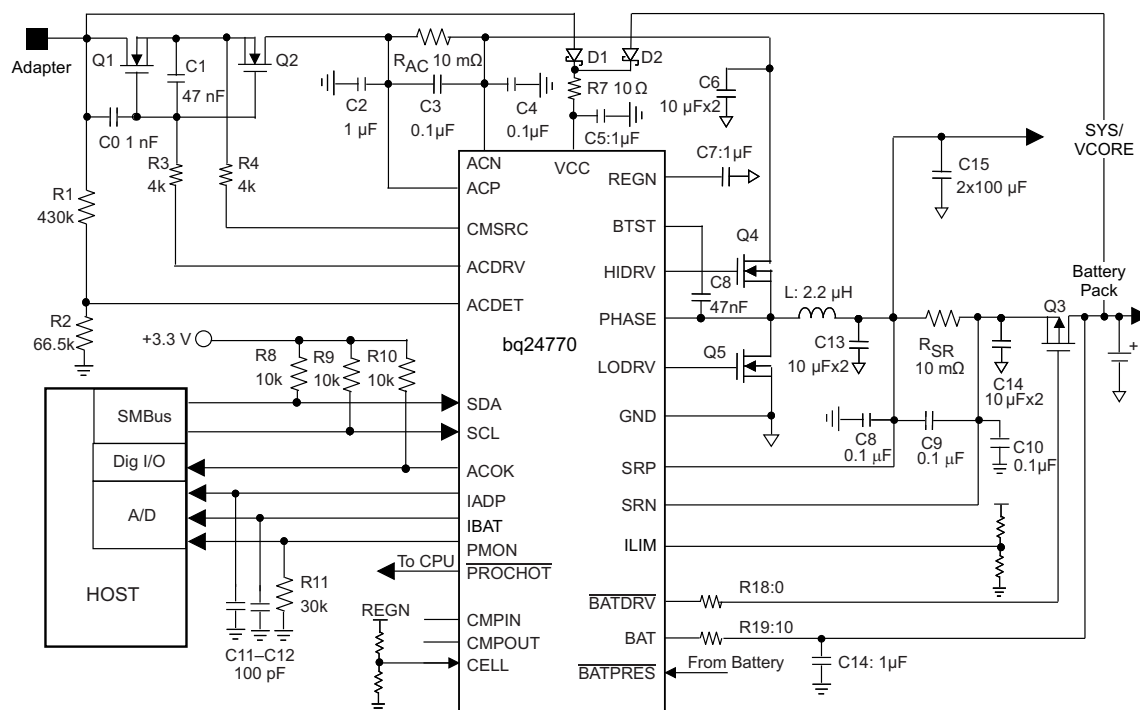 Adapter
Q1
C1
47 nF
Q2
C0 1 nF
R3
4k
R4
4k
R1
430k
R2
66.5k
RAC 10 mΩ
C2
1 µF
C3
0.1µF
C4
0.1µF
D1
D2
R7 10 Ω
C5:1µF
C6
10 µFx2
C7:1µF
SYS/
VCORE
C15
2x100 µF
Battery
Pack
Q3
+
Q4
C8
47nF
L: 2.2 µH
Q5
C13
10 µFx2
RSR
10 mΩ
C14
10 µFx2
C8
0.1 µF
C9
0.1 µF
C10
0.1µF
bq24770
ACN
ACP
CMSRC
ACDRV
ACDET
SDA
SCL
ACOK
IADP
IBAT
PMON
PROCHOT
CMPIN
CMPOUT
CELL
VCC
REGN
BTST
HIDRV
PHASE
LODRV
GND
SRP
SRN
ILIM
BATDRV
BAT
BATPRES
+3.3 V
R8
10k
R9
10k
R10
10k
SMBus
Dig I/O
A/D
HOST
To CPU
R11
30k
C11–C12
100 pF
REGN
R18:0
R19:10
C14: 1µF
From Battery